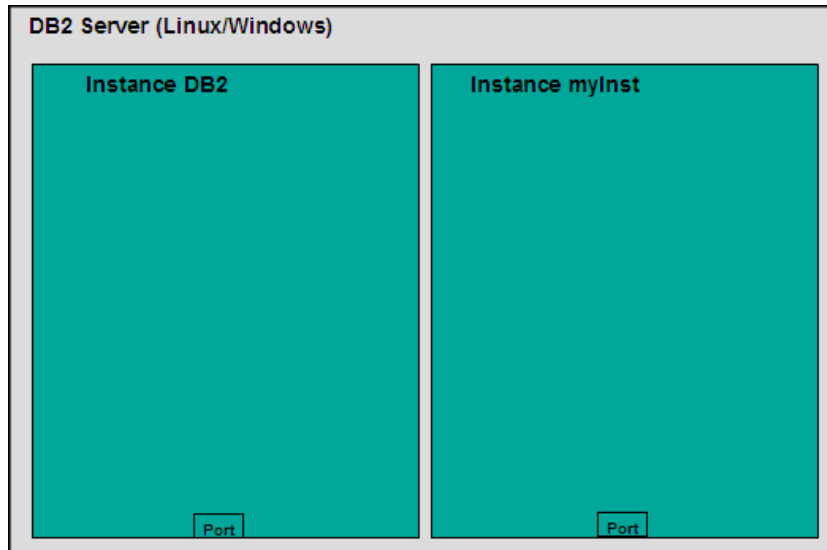 DB2 Server (Linux/Windows)
Instance DB2
Instance myInst
Port
Port